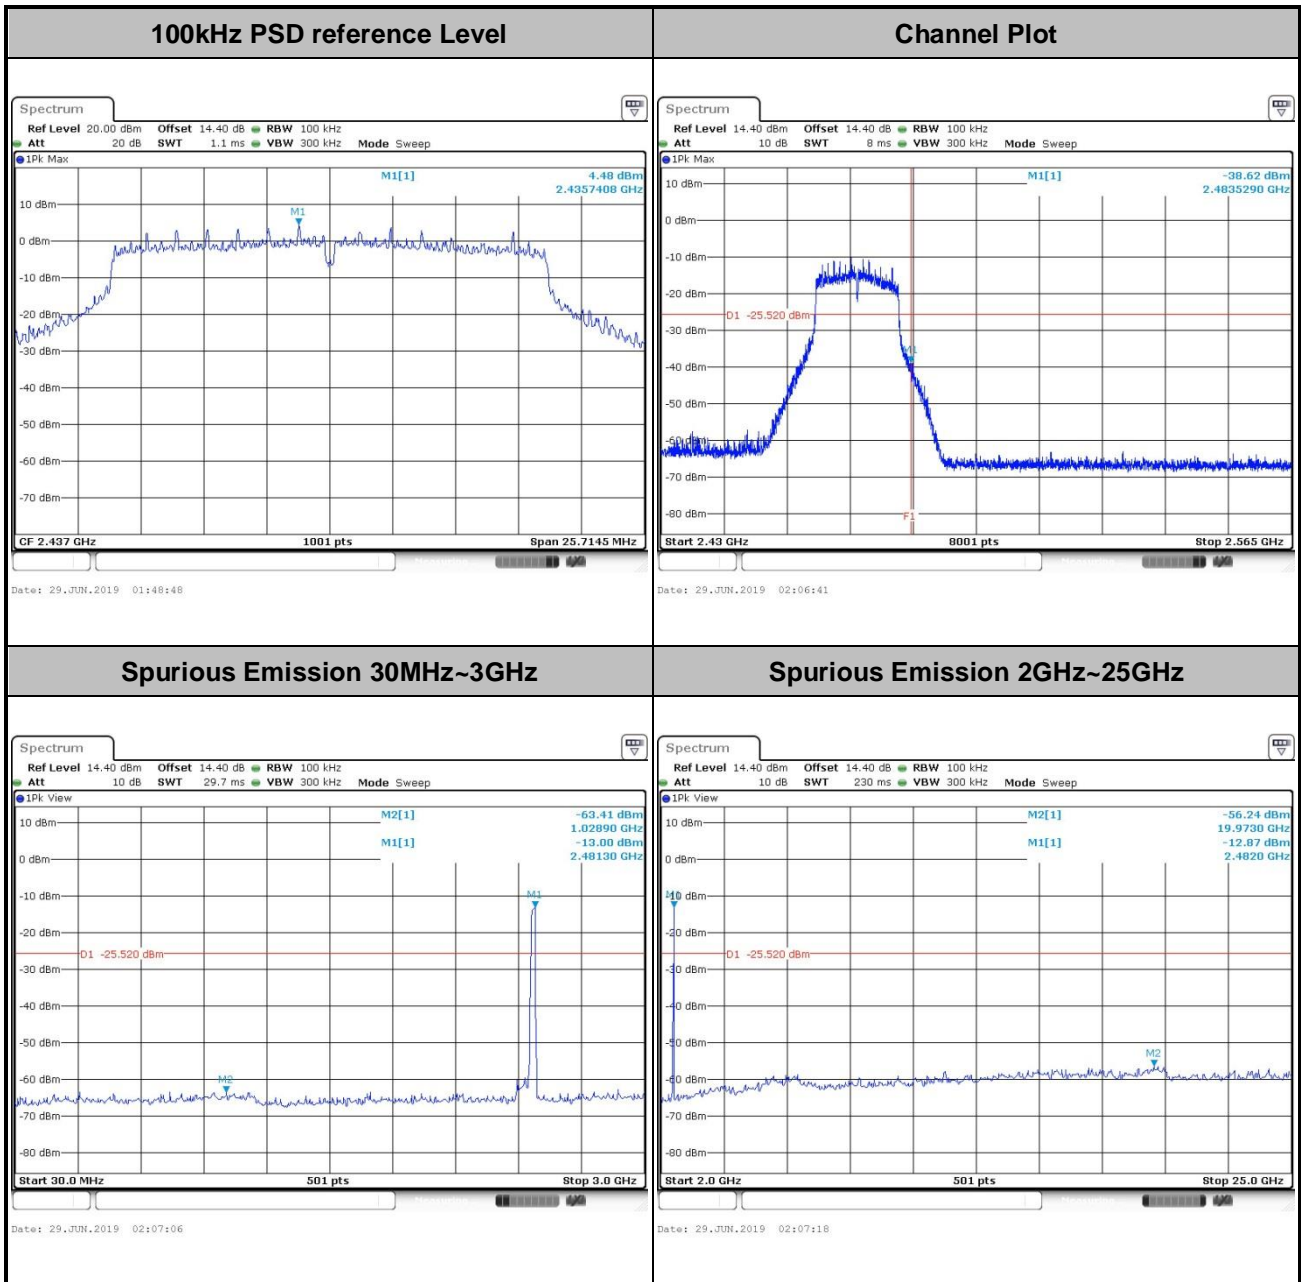 100kHz PSD reference Level
Spectrum
Ref Level 20.00 dBm Offset 14.40 dB RBW 100 kHz
Att 20 dB SWT 1.1 ms VBW 300 kHz Mode Sweep
1Pk Max
M1[1] 4.48 dBm
2.4357408 GHz
M1
10 dBm
0 dBm
-10 dBm
-20 dBm
-30 dBm
-40 dBm
-50 dBm
-60 dBm
-70 dBm
CF 2.437 GHz 1001 pts Span 25.7145 MHz
Date: 29.JUN.2019 01:48:48
Channel Plot
Spectrum
Ref Level 14.40 dBm Offset 14.40 dB RBW 100 kHz
Att 10 dB SWT 8 ms VBW 300 kHz Mode Sweep
1Pk Max
M1[1] -38.62 dBm
2.4835290 GHz
10 dBm
0 dBm
-10 dBm
-20 dBm
D1 -25.520 dBm
-30 dBm
M1
-40 dBm
-50 dBm
-60 dBm
-70 dBm
-80 dBm
F1
Start 2.43 GHz 8001 pts Stop 2.565 GHz
Date: 29.JUN.2019 02:06:41
Spurious Emission 30MHz~3GHz
Spectrum
Ref Level 14.40 dBm Offset 14.40 dB RBW 100 kHz
Att 10 dB SWT 29.7 ms VBW 300 kHz Mode Sweep
1Pk View
M2[1] -63.41 dBm
1.02890 GHz
M1[1] -13.00 dBm
2.48130 GHz
10 dBm
0 dBm
-10 dBm
M1
-20 dBm
D1 -25.520 dBm
-30 dBm
-40 dBm
-50 dBm
-60 dBm
M2
-70 dBm
-80 dBm
Start 30.0 MHz 501 pts Stop 3.0 GHz
Date: 29.JUN.2019 02:07:06
Spurious Emission 2GHz~25GHz
Spectrum
Ref Level 14.40 dBm Offset 14.40 dB RBW 100 kHz
Att 10 dB SWT 230 ms VBW 300 kHz Mode Sweep
1Pk View
M2[1] -56.24 dBm
19.9730 GHz
M1[1] -12.87 dBm
2.4820 GHz
10 dBm
0 dBm
-10 dBm
-20 dBm
D1 -25.520 dBm
-30 dBm
-40 dBm
-50 dBm
M2
-60 dBm
-70 dBm
-80 dBm
Start 2.0 GHz 501 pts Stop 25.0 GHz
Date: 29.JUN.2019 02:07:18